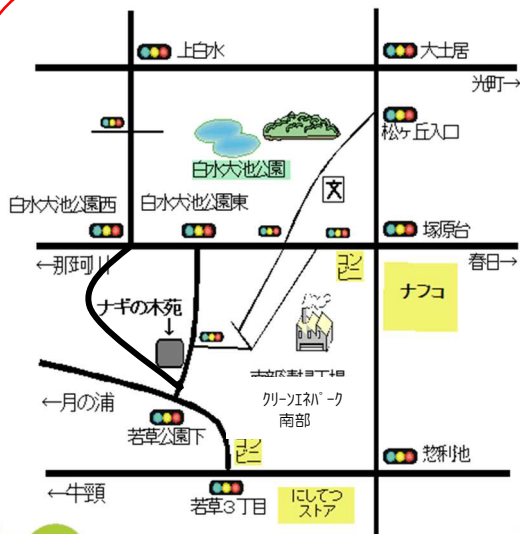 上白水
大土居
光町→
松ヶ丘入口
白水大池公園
文
白水大池公園西
白水大池公園東
塚原台
←那珂川
コン
ビニ
春日→
ナフコ
ナギの木苑
↓
←月の浦
クリーンエネパーク
南部
若草公園下
コン
ビニ
惣利池
←牛頸
若草3丁目
にしてつ
ストア